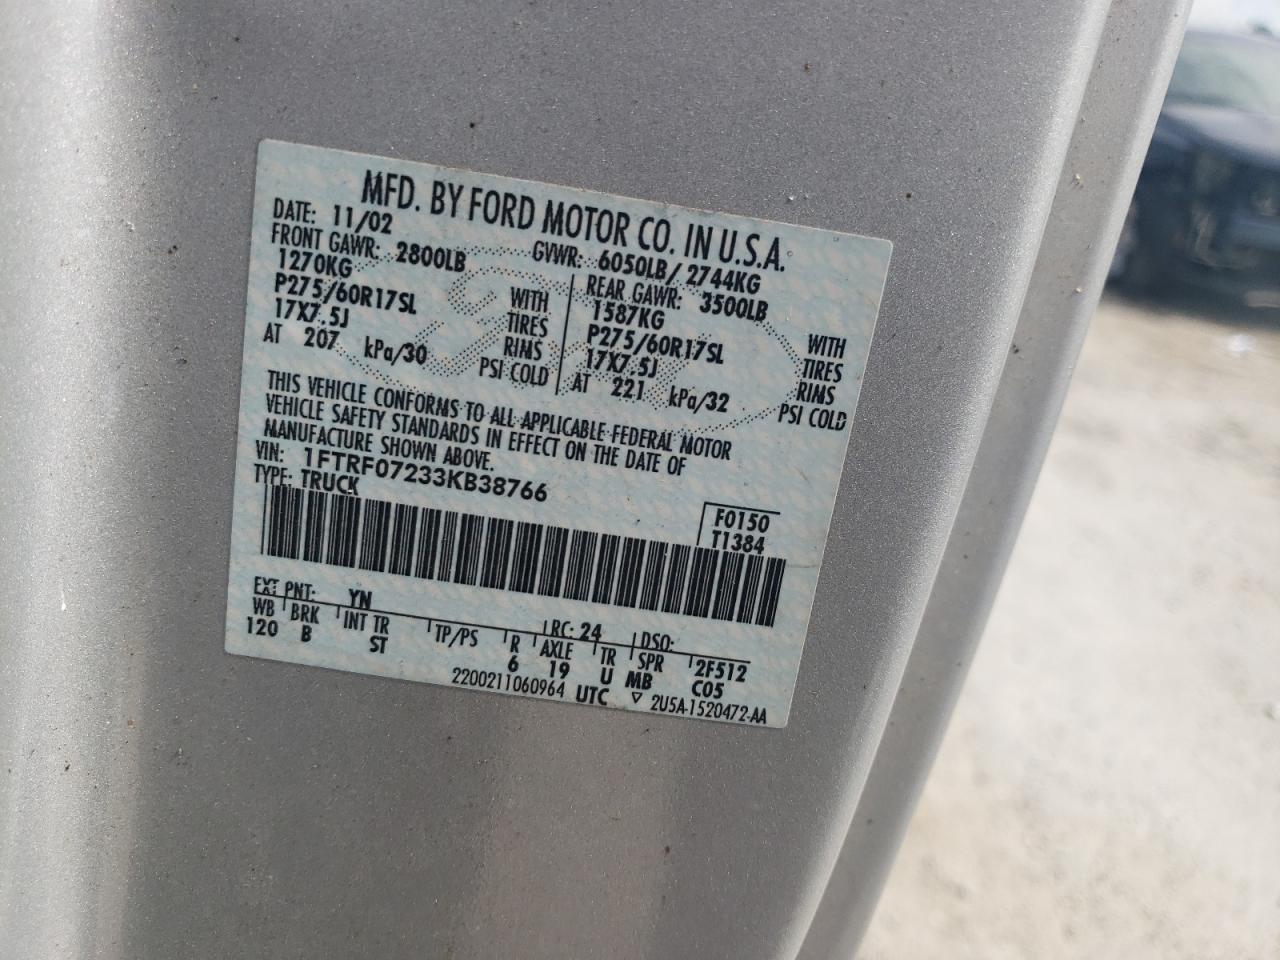 MFD. BY FORD MOTOR CO. IN U.S.A.
DATE: 11/02 GVWR: 6050LB/ 2744KG
FRONT GAWR: 2800LB REAR GAWR: 3500LB
1270KG WITH 1587KG WITH
P275/60R17SL TIRES P275/60R17SL TIRES
17X7.5J RIMS 17X7.5J RIMS
AT 207 kPa/30 PSI COLD AT 221 kPa/32 PSI COLD
THIS VEHICLE CONFORMS TO ALL APPLICABLE FEDERAL MOTOR
VEHICLE SAFETY STANDARDS IN EFFECT ON THE DATE OF
MANUFACTURE SHOWN ABOVE.
VIN: 1FTRF07233KB38766
TYPE: TRUCK F0150
T1384
EXT PNT: YN RC: 24 DSO:
WB BRK INT TR TP/PS R AXLE TR SPR 2F512
120 B ST 6 19 U MB C05
2200211060964 UTC ▽ 2U5A-1520472-AA